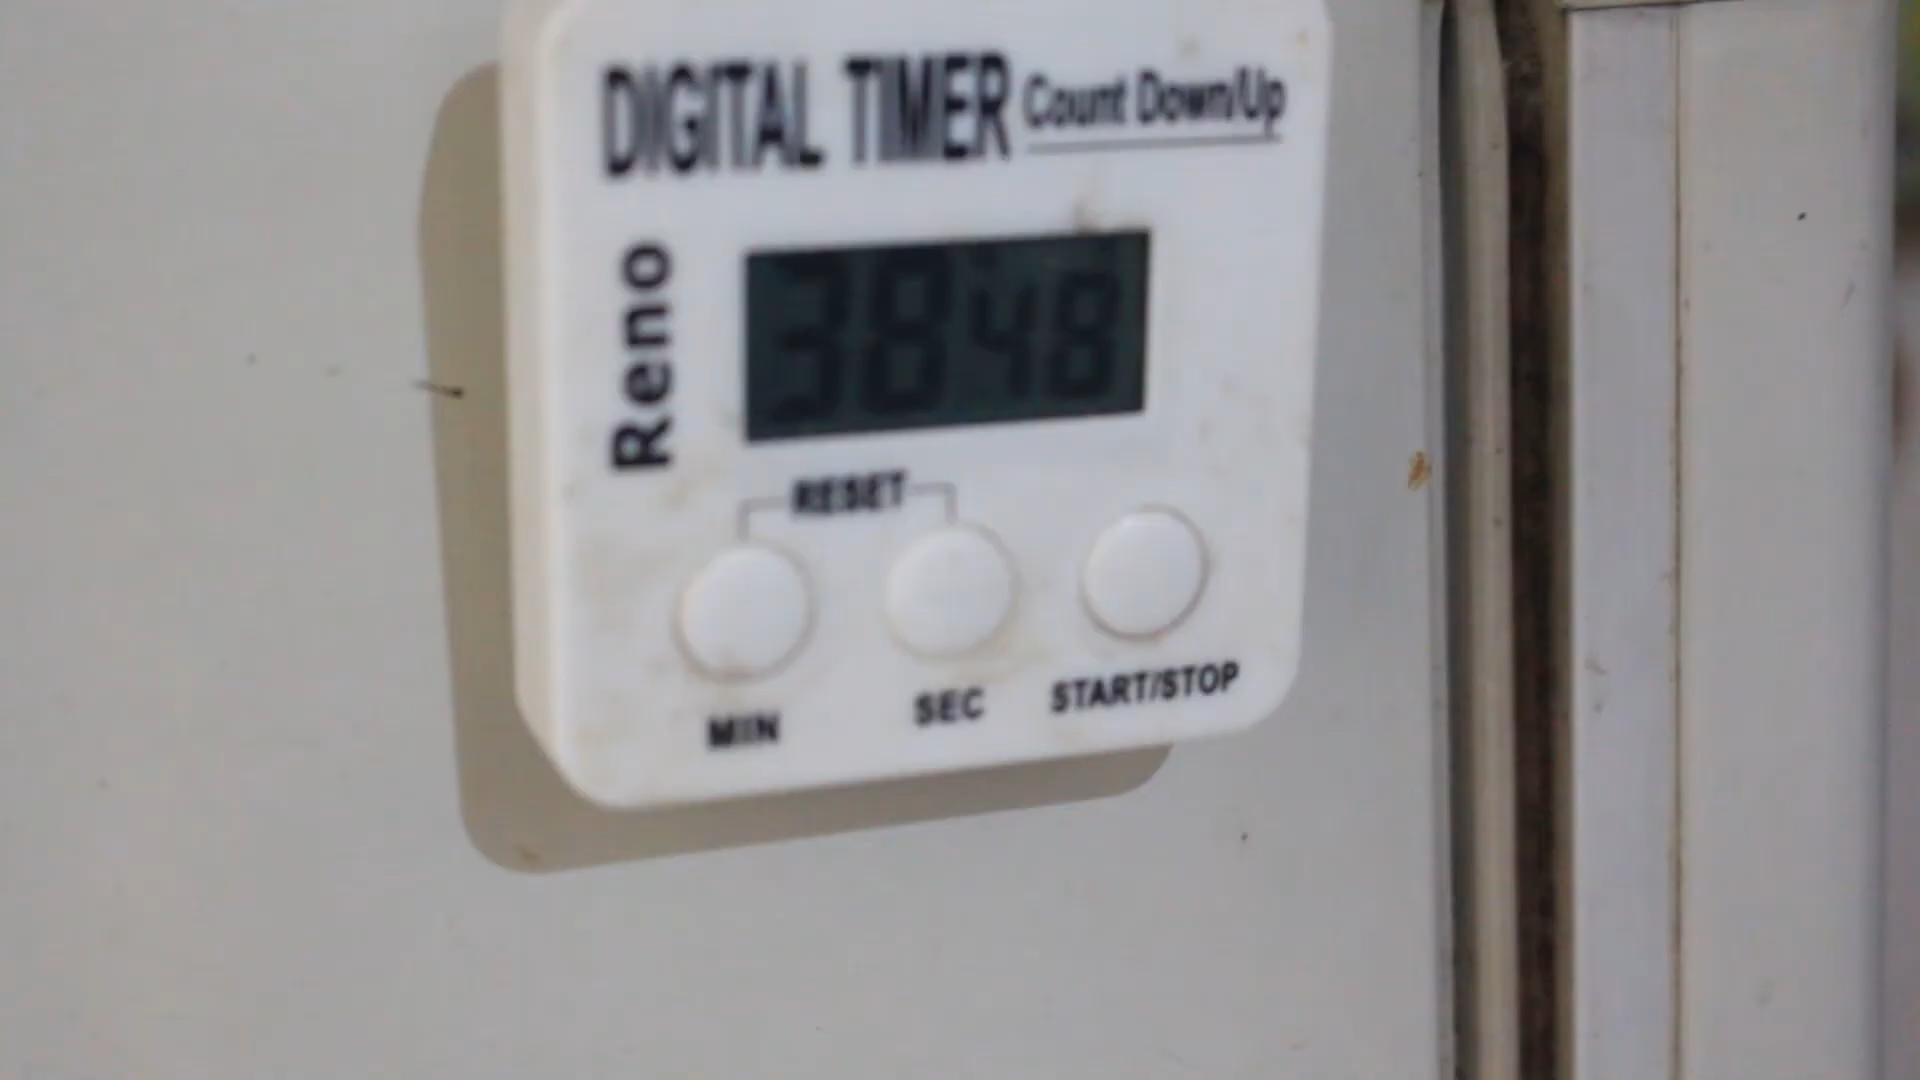 DIGITAL TIMER Count Down/Up
Reno
38 48
RESET
MIN SEC START/STOP